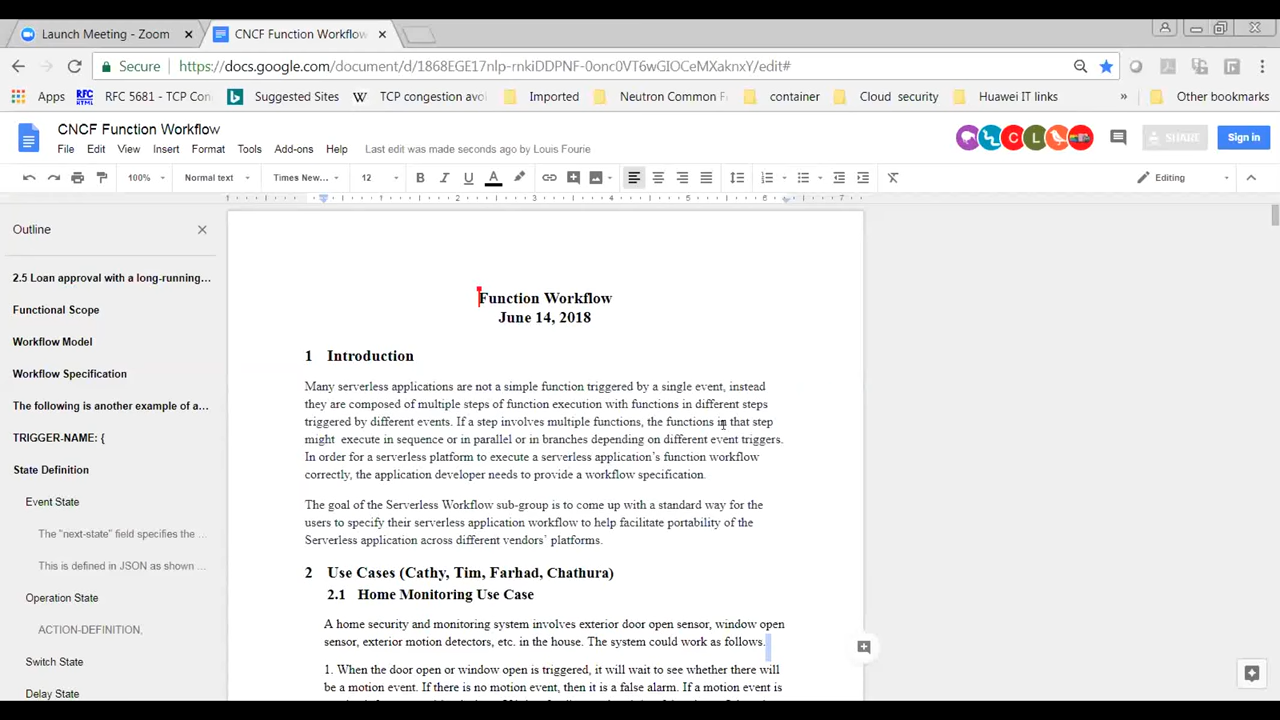 Launch Meeting - Zoom
CNCF Function Workflow
Secure
https://docs.google.com/document/d/1868EGE17nlp-rnkiDDPNF-0onc0VT6wGIOCeMXaknxY/edit#
Apps
RFC 5681 - TCP Con
Suggested Sites
TCP congestion avoi
Imported
Neutron Common F
container
Cloud security
Huawei IT links
»
Other bookmarks
CNCF Function Workflow
File Edit View Insert Format Tools Add-ons Help Last edit was made seconds ago by Louis Fourie
C L
SHARE
Sign in
100% Normal text Times New... 12 B I U A Editing
1 1 2 3 4 5 6 7
Outline
2.5 Loan approval with a long-running...
Functional Scope
Workflow Model
Workflow Specification
The following is another example of a...
TRIGGER-NAME: {
State Definition
Event State
The "next-state" field specifies the ...
This is defined in JSON as shown ...
Operation State
ACTION-DEFINITION,
Switch State
Delay State
Function Workflow
June 14, 2018
1 Introduction
Many serverless applications are not a simple function triggered by a single event, instead
they are composed of multiple steps of function execution with functions in different steps
triggered by different events. If a step involves multiple functions, the functions in that step
might execute in sequence or in parallel or in branches depending on different event triggers.
In order for a serverless platform to execute a serverless application's function workflow
correctly, the application developer needs to provide a workflow specification.
The goal of the Serverless Workflow sub-group is to come up with a standard way for the
users to specify their serverless application workflow to help facilitate portability of the
Serverless application across different vendors' platforms.
2 Use Cases (Cathy, Tim, Farhad, Chathura)
2.1 Home Monitoring Use Case
A home security and monitoring system involves exterior door open sensor, window open
sensor, exterior motion detectors, etc. in the house. The system could work as follows.
1. When the door open or window open is triggered, it will wait to see whether there will
be a motion event. If there is no motion event, then it is a false alarm. If a motion event is